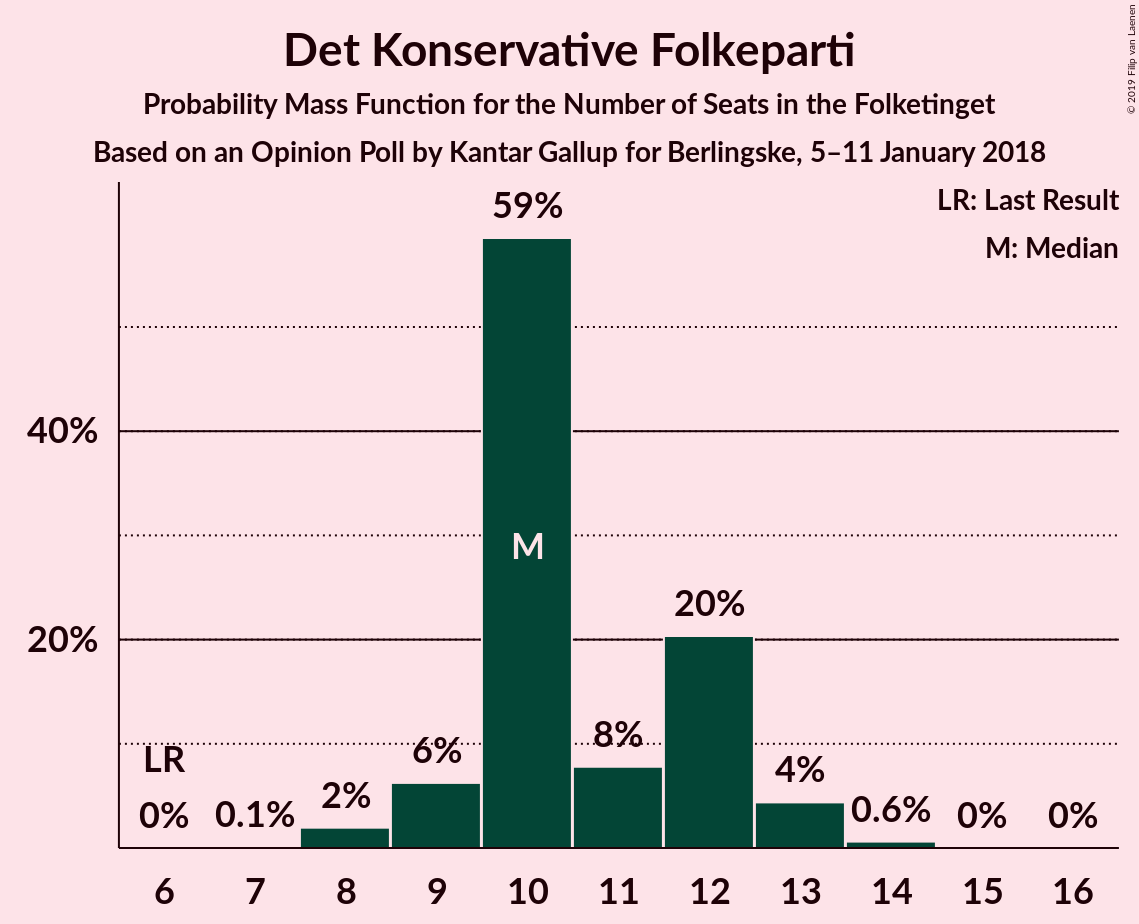 Det Konservative Folkeparti
Probability Mass Function for the Number of Seats in the Folketinget
Based on an Opinion Poll by Kantar Gallup for Berlingske, 5–11 January 2018
© 2019 Filip van Laenen
LR: Last Result
M: Median
40%
20%
LR
0%
0.1%
2%
6%
59%
M
8%
20%
4%
0.6%
0%
0%
6 7 8 9 10 11 12 13 14 15 16